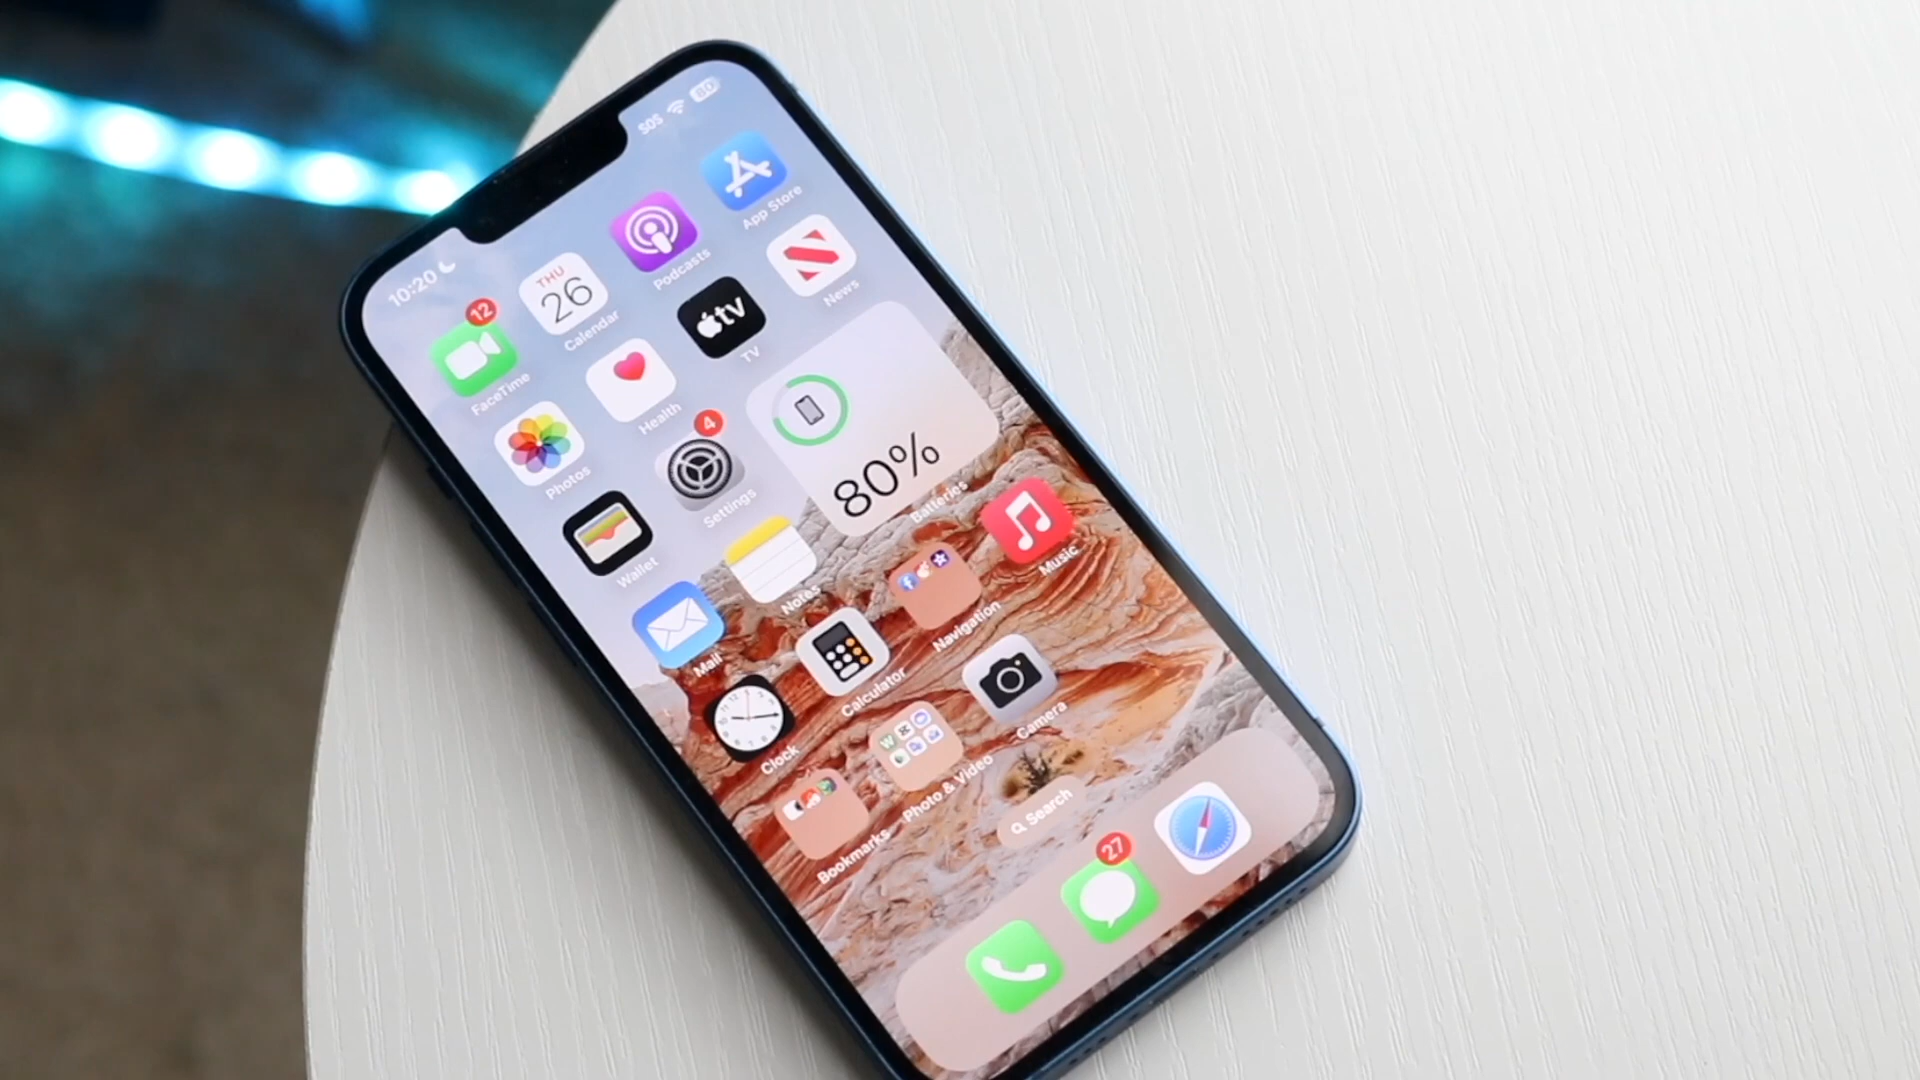 10:20
SOS 80
12
FaceTime
THU
26
Calendar
Podcasts
App Store
Photos
Health
tv
TV
News
Wallet
4
Settings
80%
Batteries
Mail
Notes
Navigation
Music
Clock
Calculator
Camera
Bookmarks
Photo & Video
Search
27